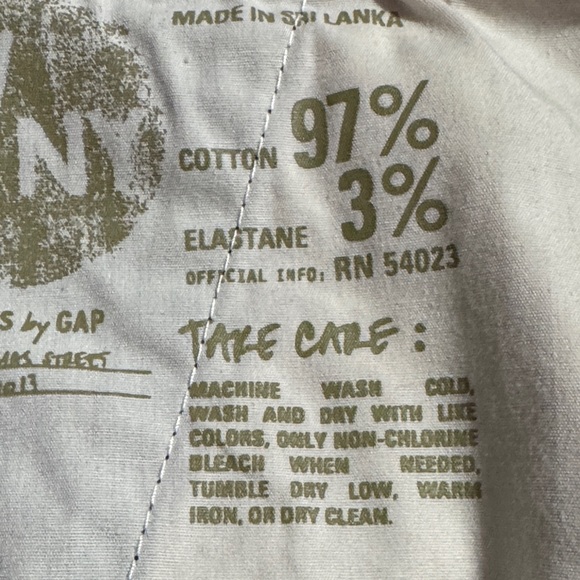 MADE IN SRI LANKA
NY
COTTON 97%
ELASTANE 3%
OFFICIAL INFO: RN 54023
S by GAP
STREET
TAKE CARE:
MACHINE WASH COLD,
WASH AND DRY WITH LIKE
COLORS, ONLY NON-CHLORINE
BLEACH WHEN NEEDED,
TUMBLE DRY LOW, WARM
IRON, OR DRY CLEAN.